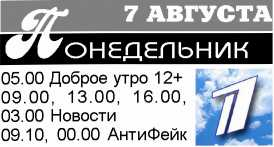 7 АВГУСТА
ПОНЕДЕЛЬНИК
05.00 Доброе утро 12+
09.00, 13.00, 16.00,
03.00 Новости
09.10, 00.00 АнтиФейк
1